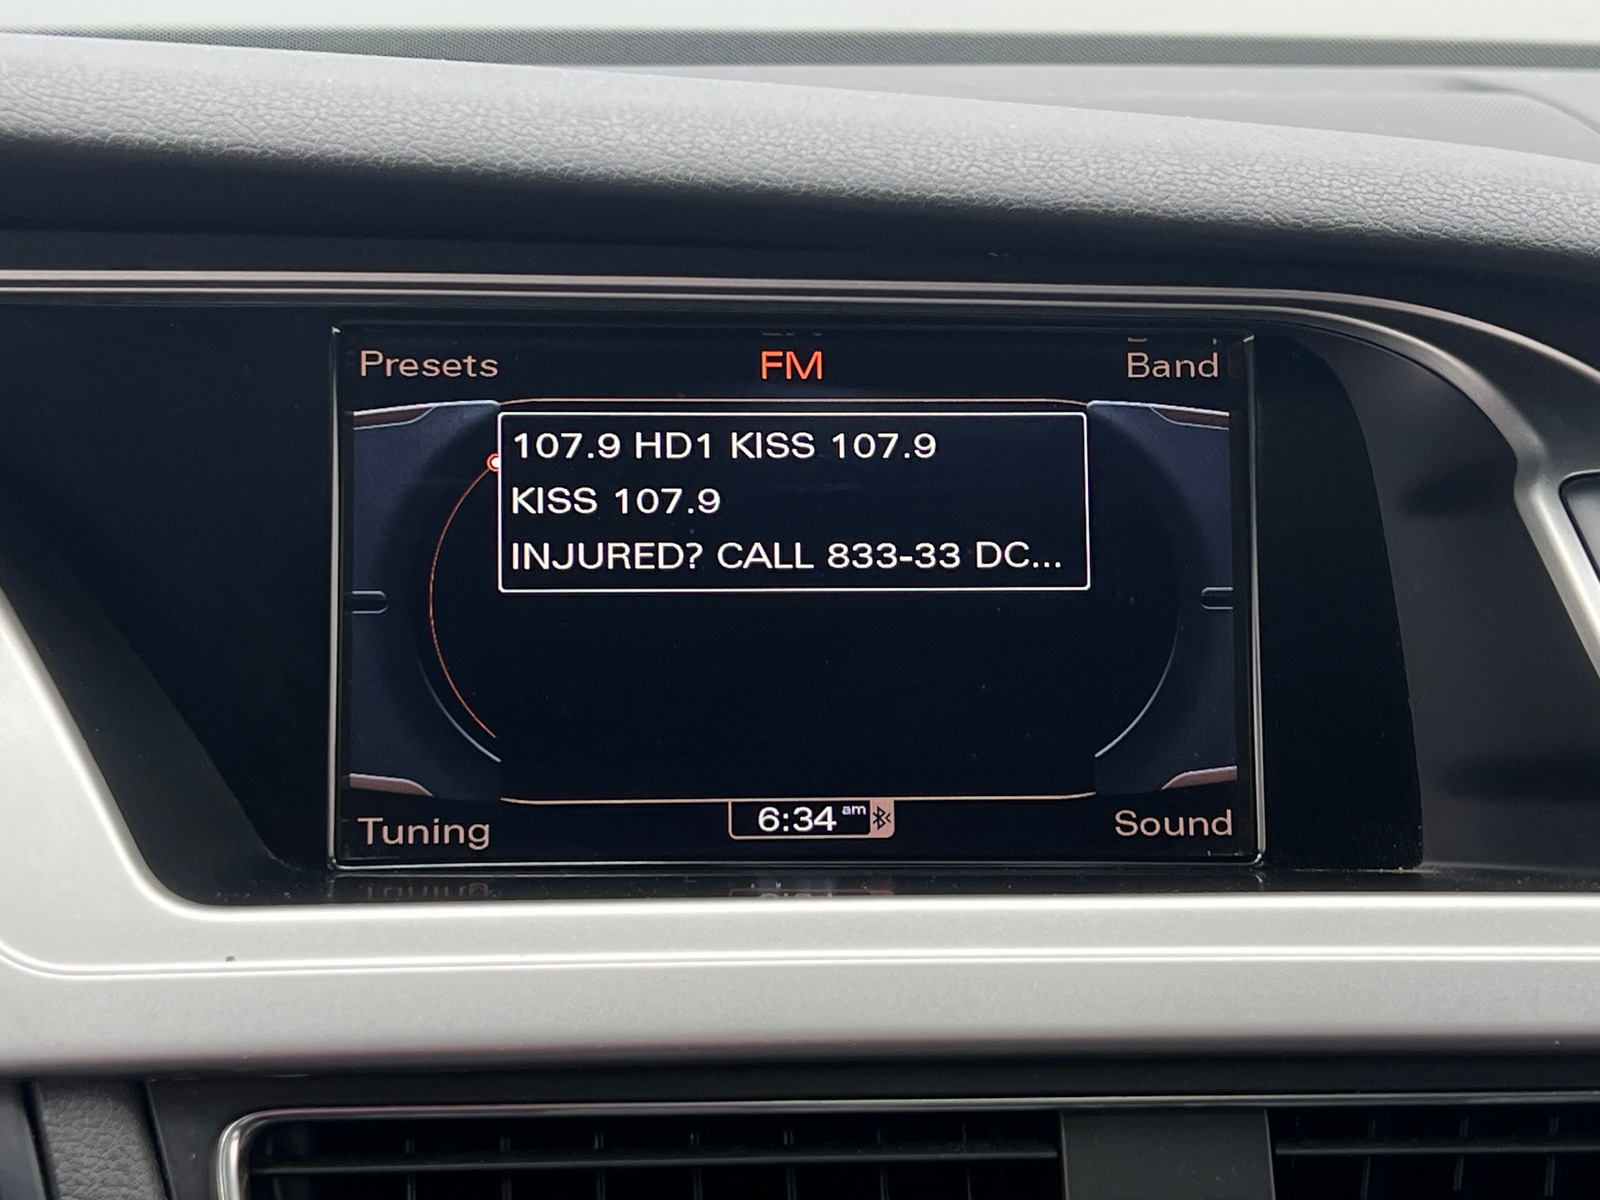 Presets FM Band
107.9 HD1 KISS 107.9
KISS 107.9
INJURED? CALL 833-33 DC...
Tuning 6:34 am Sound